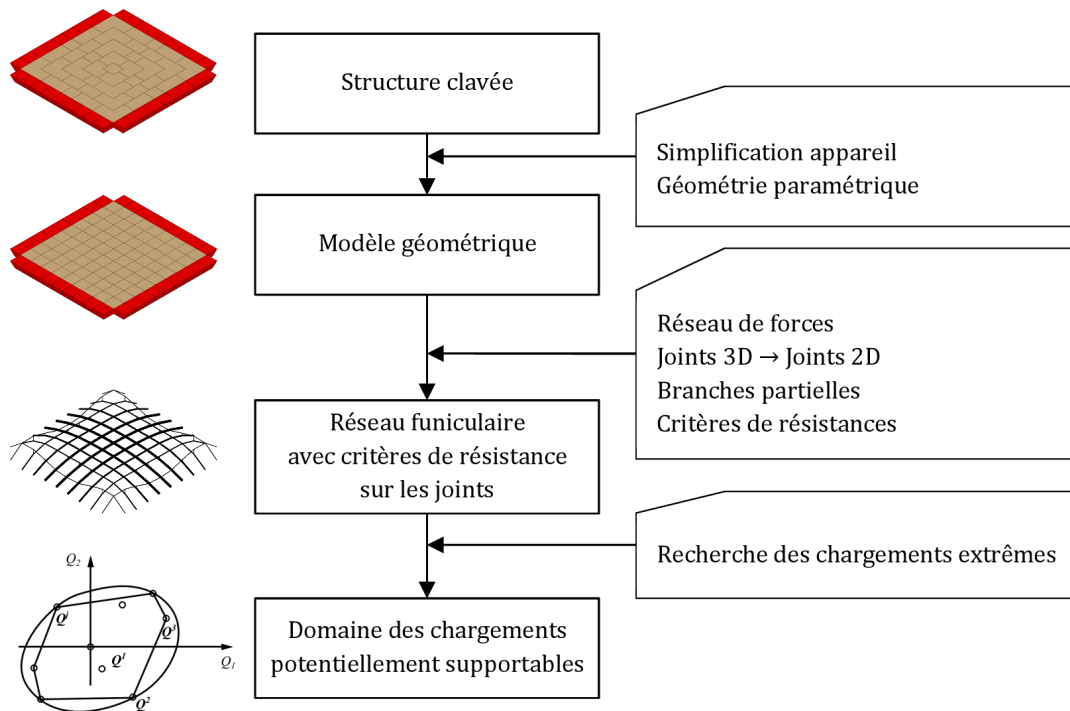 Structure clavée
Simplification appareil
Géométrie paramétrique
Modèle géométrique
Réseau de forces
Joints 3D → Joints 2D
Branches partielles
Critères de résistances
Réseau funiculaire
avec critères de résistance
sur les joints
Recherche des chargements extrêmes
Domaine des chargements
potentiellement supportables
Q₂
Qʲ
Q³
Q¹
Q₁
Q²